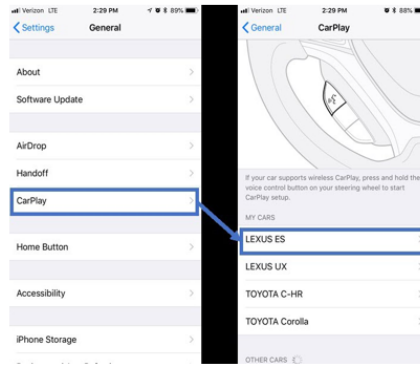 Verizon LTE 2:29 PM 89%
Settings General
About
Software Update
AirDrop
Handoff
CarPlay
Home Button
Accessibility
iPhone Storage
Verizon LTE 2:29 PM 88%
General CarPlay
If your car supports wireless CarPlay, press and hold the
voice control button on your steering wheel to start
CarPlay setup.
MY CARS
LEXUS ES
LEXUS UX
TOYOTA C-HR
TOYOTA Corolla
OTHER CARS